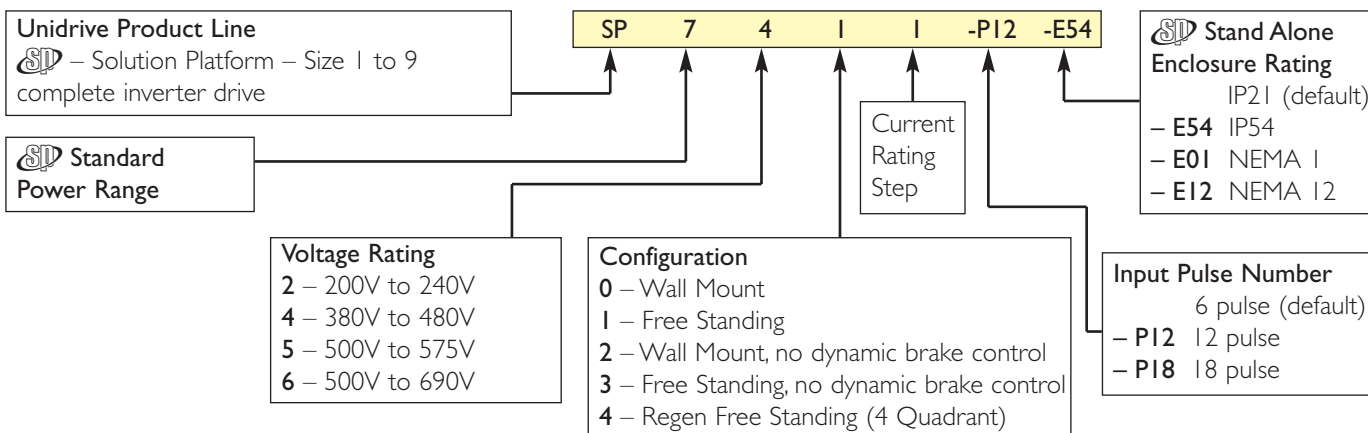 Unidrive Product Line
SP – Solution Platform – Size 1 to 9
complete inverter drive
SP 7 4 1 1 -P12 -E54
SP Stand Alone
Enclosure Rating
IP21 (default)
– E54 IP54
– E01 NEMA 1
– E12 NEMA 12
SP Standard
Power Range
Current
Rating
Step
Voltage Rating
2 – 200V to 240V
4 – 380V to 480V
5 – 500V to 575V
6 – 500V to 690V
Configuration
0 – Wall Mount
1 – Free Standing
2 – Wall Mount, no dynamic brake control
3 – Free Standing, no dynamic brake control
4 – Regen Free Standing (4 Quadrant)
Input Pulse Number
6 pulse (default)
– P12 12 pulse
– P18 18 pulse